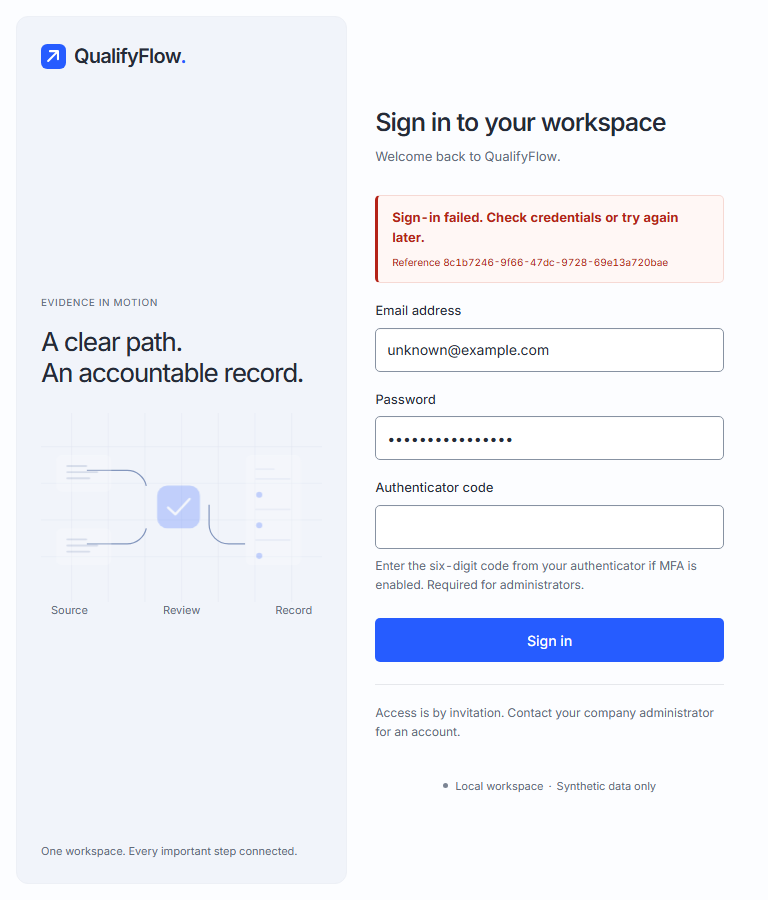 QualifyFlow.
EVIDENCE IN MOTION
A clear path.
An accountable record.
Source Review Record
One workspace. Every important step connected.
Sign in to your workspace
Welcome back to QualifyFlow.
Sign-in failed. Check credentials or try again
later.
Reference 8c1b7246-9f66-47dc-9728-69e13a720bae
Email address
unknown@example.com
Password
••••••••••••••••
Authenticator code
Enter the six-digit code from your authenticator if MFA is
enabled. Required for administrators.
Sign in
Access is by invitation. Contact your company administrator
for an account.
Local workspace · Synthetic data only